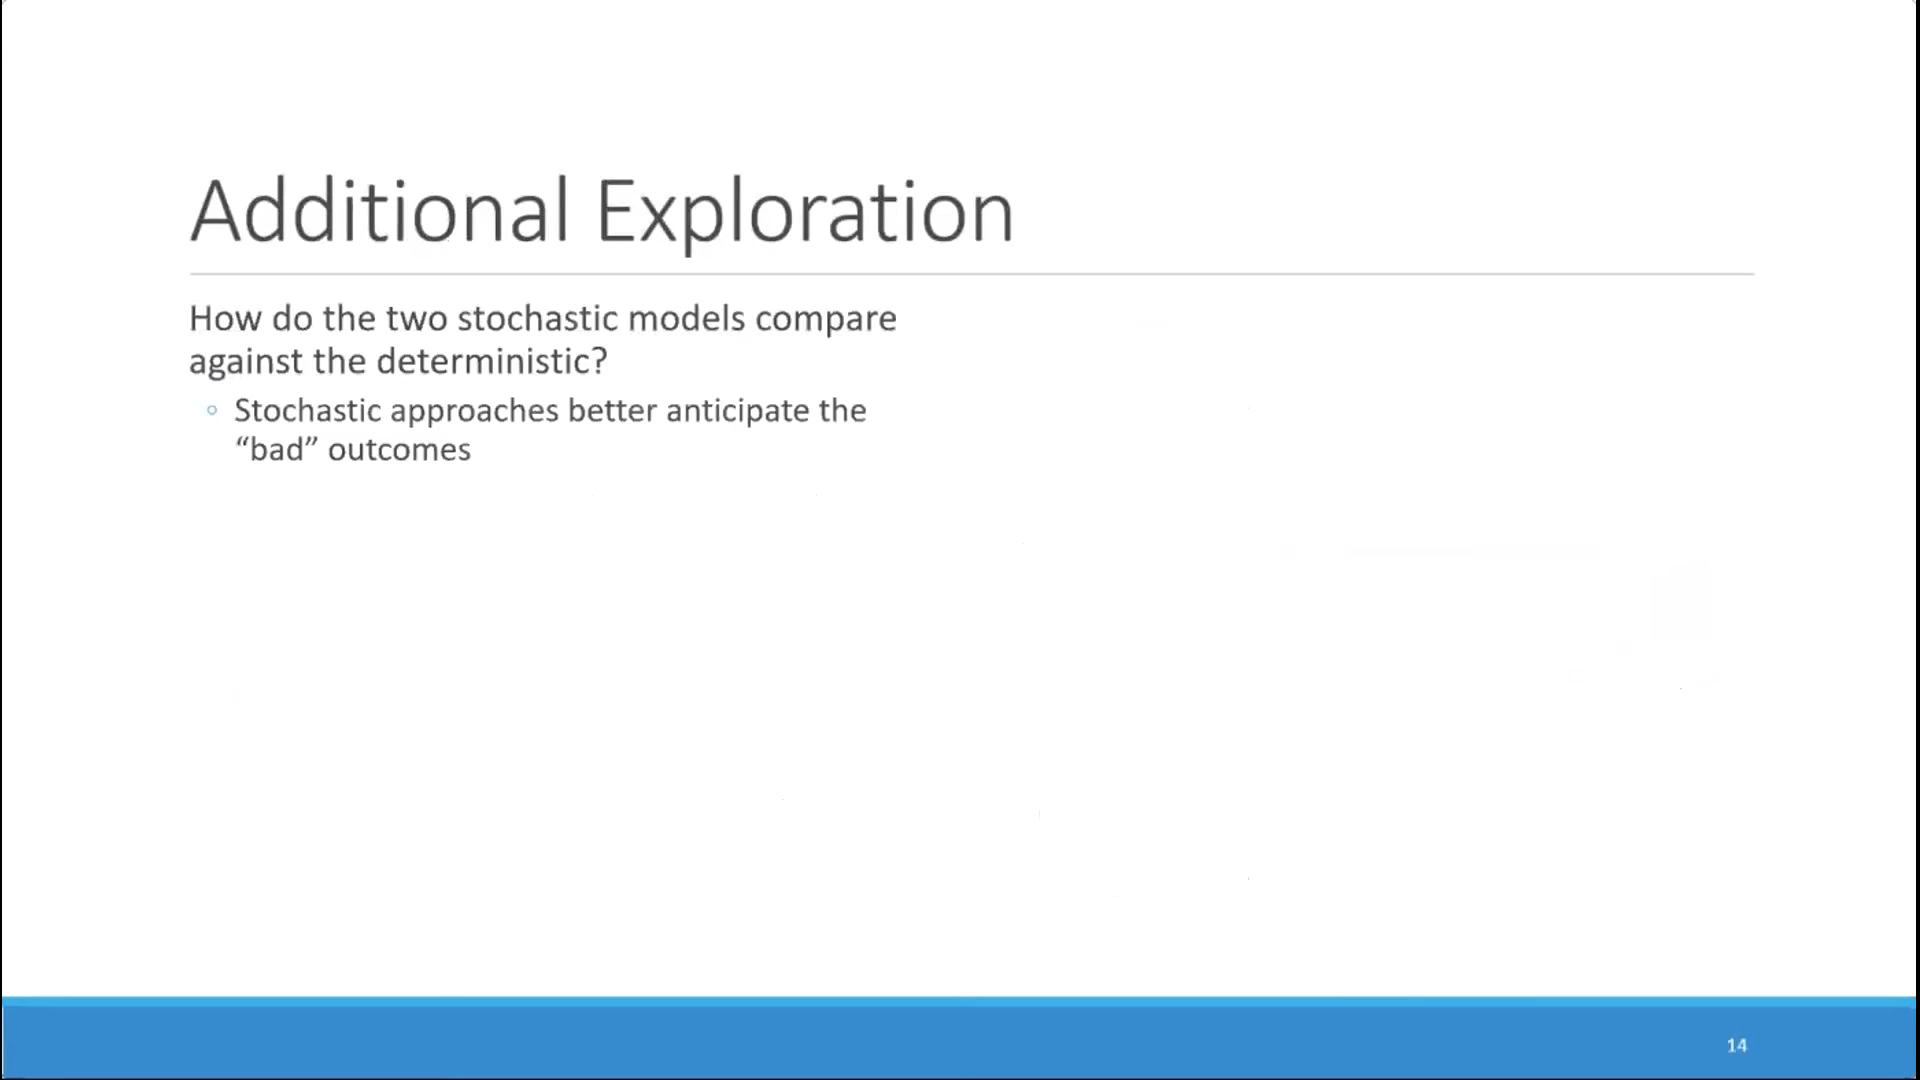 Additional Exploration
How do the two stochastic models compare
against the deterministic?
◦ Stochastic approaches better anticipate the
“bad” outcomes
14